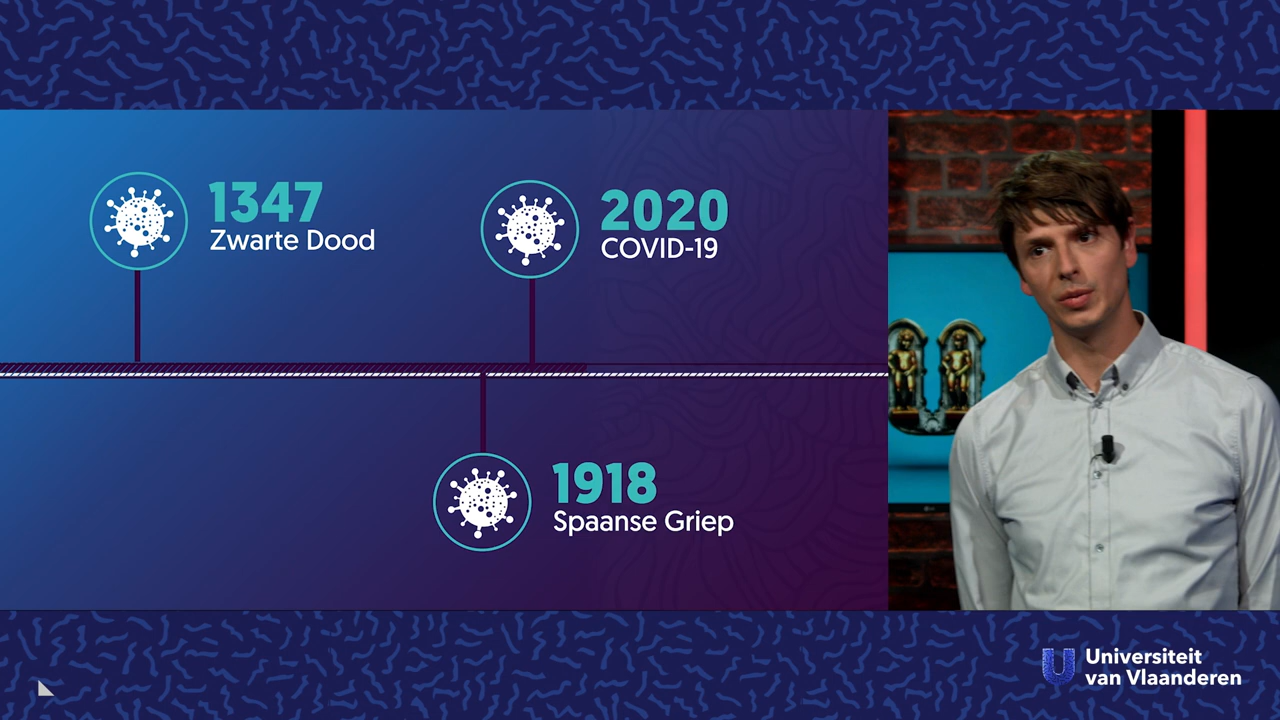 1347
Zwarte Dood
2020
COVID-19
1918
Spaanse Griep
Universiteit
van Vlaanderen